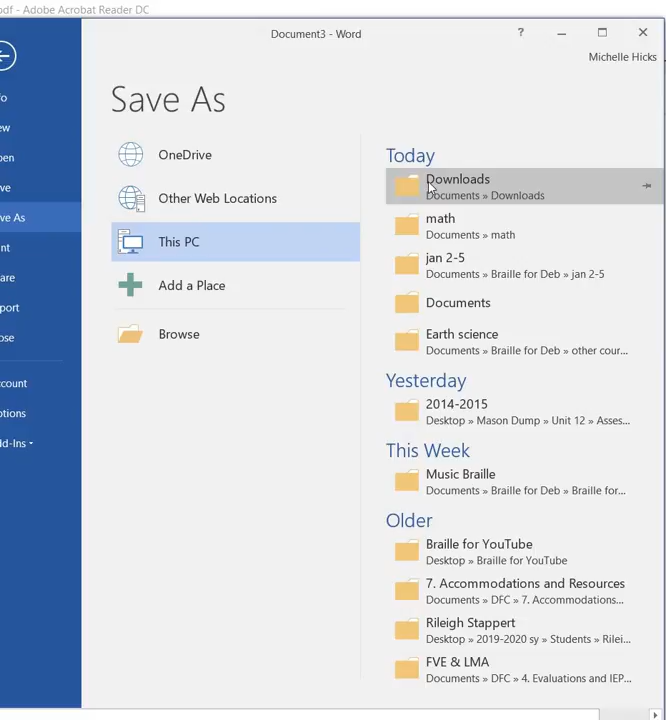 pdf - Adobe Acrobat Reader DC
Document3 - Word
?
Michelle Hicks
Save As
fo
ew
pen
ve
ve As
nt
are
port
ose
ccount
ptions
dd-Ins
OneDrive
Other Web Locations
This PC
Add a Place
Browse
Today
Downloads
Documents » Downloads
math
Documents » math
jan 2-5
Documents » Braille for Deb » jan 2-5
Documents
Earth science
Documents » Braille for Deb » other cour...
Yesterday
2014-2015
Desktop » Mason Dump » Unit 12 » Asses...
This Week
Music Braille
Documents » Braille for Deb » Braille for...
Older
Braille for YouTube
Desktop » Braille for YouTube
7. Accommodations and Resources
Documents » DFC » 7. Accommodations...
Rileigh Stappert
Desktop » 2019-2020 sy » Students » Rilei...
FVE & LMA
Documents » DFC » 4. Evaluations and IEP...